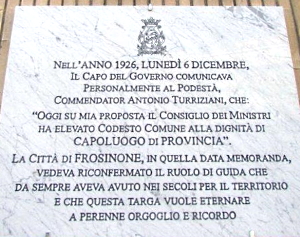 NELL'ANNO 1926, LUNEDÌ 6 DICEMBRE,
IL CAPO DEL GOVERNO COMUNICAVA
PERSONALMENTE AL PODESTÀ,
COMMENDATOR ANTONIO TURRIZIANI, CHE:
"OGGI SU MIA PROPOSTA IL CONSIGLIO DEI MINISTRI
HA ELEVATO CODESTO COMUNE ALLA DIGNITÀ DI
CAPOLUOGO DI PROVINCIA".
LA CITTÀ DI FROSINONE, IN QUELLA DATA MEMORANDA,
VEDEVA RICONFERMATO IL RUOLO DI GUIDA CHE
DA SEMPRE AVEVA AVUTO NEI SECOLI PER IL TERRITORIO
E CHE QUESTA TARGA VUOLE ETERNARE
A PERENNE ORGOGLIO E RICORDO